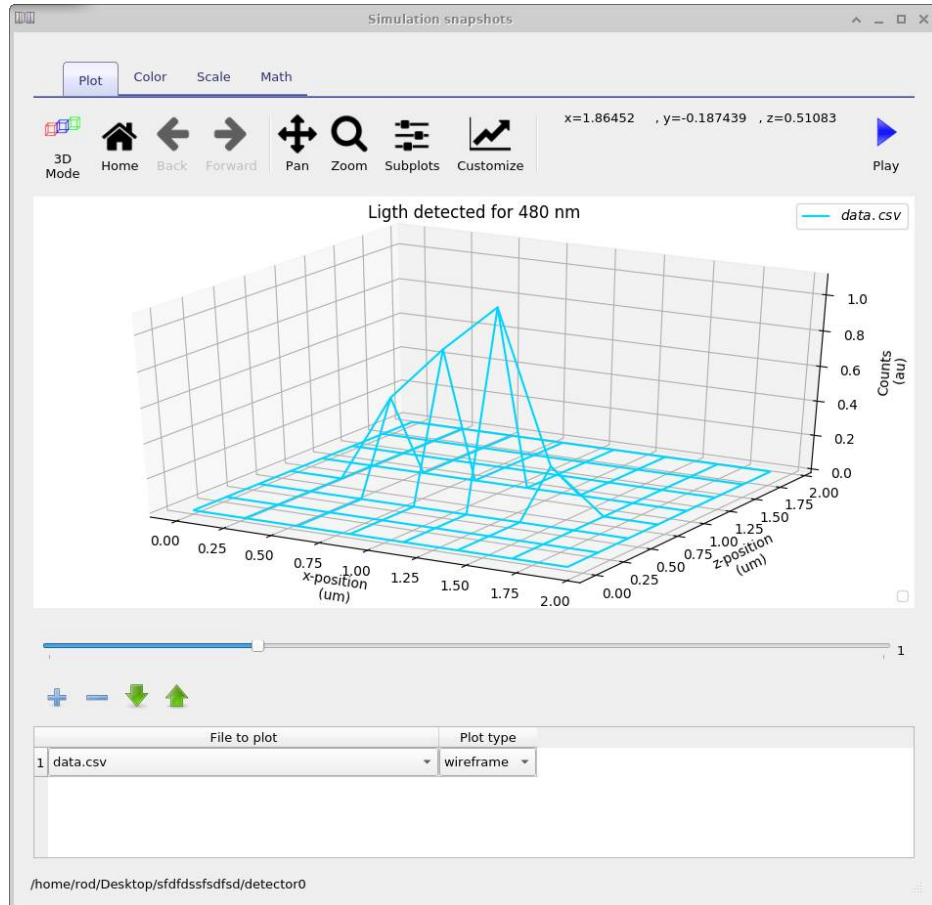 Simulation snapshots
Plot Color Scale Math
x=1.86452 , y=-0.187439 , z=0.51083
3D Mode Home Back Forward Pan Zoom Subplots Customize Play
Ligth detected for 480 nm
data.csv
1.0
0.8
0.6
0.4
0.2
0.0
Counts
(au)
0.00 0.25 0.50 0.75 1.00 1.25 1.50 1.75 2.00
x-position
(um)
0.00 0.25 0.50 0.75 1.00 1.25 1.50 1.75 2.00
z-position
(um)
1
File to plot Plot type
1 data.csv wireframe
/home/rod/Desktop/sfdfdssfsdfsd/detector0